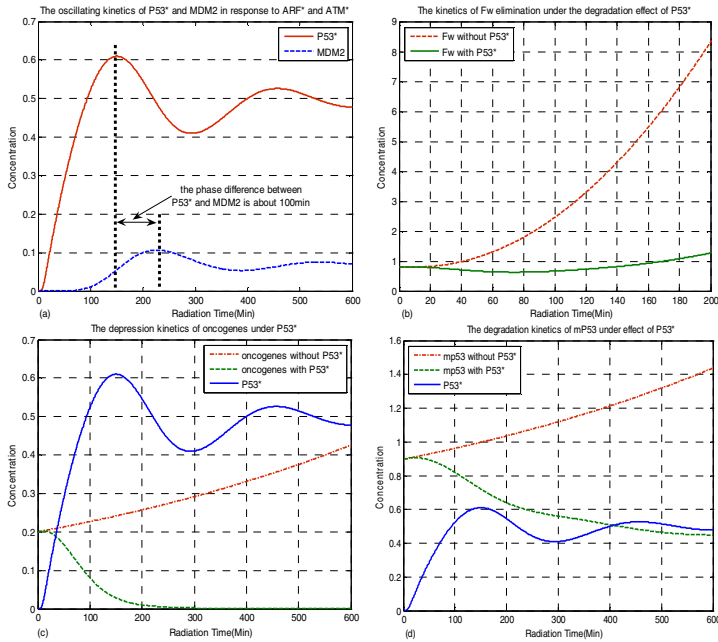 The oscillating kinetics of P53* and MDM2 in response to ARF* and ATM*
0.7
0.6
0.5
0.4
0.3
0.2
0.1
0
Concentration
P53*
MDM2
the phase difference between
P53* and MDM2 is about 100min
0 100 200 300 400 500 600
(a) Radiation Time(Min)
The kinetics of Fw elimination under the degradation effect of P53*
9
8
7
6
5
4
3
2
1
0
Concentration
Fw without P53*
Fw with P53*
0 20 40 60 80 100 120 140 160 180 200
(b) Radiation Time(Min)
The depression kinetics of oncogenes under P53*
0.7
0.6
0.5
0.4
0.3
0.2
0.1
0
Concentration
oncogenes without P53*
oncogenes with P53*
P53*
0 100 200 300 400 500 600
(c) Radiation Time(Min)
The degradation kinetics of mP53 under effect of P53*
1.6
1.4
1.2
1
0.8
0.6
0.4
0.2
0
Concentration
mp53 without P53*
mp53 with P53*
P53*
0 100 200 300 400 500 600
Radiation Time(Min) (d)